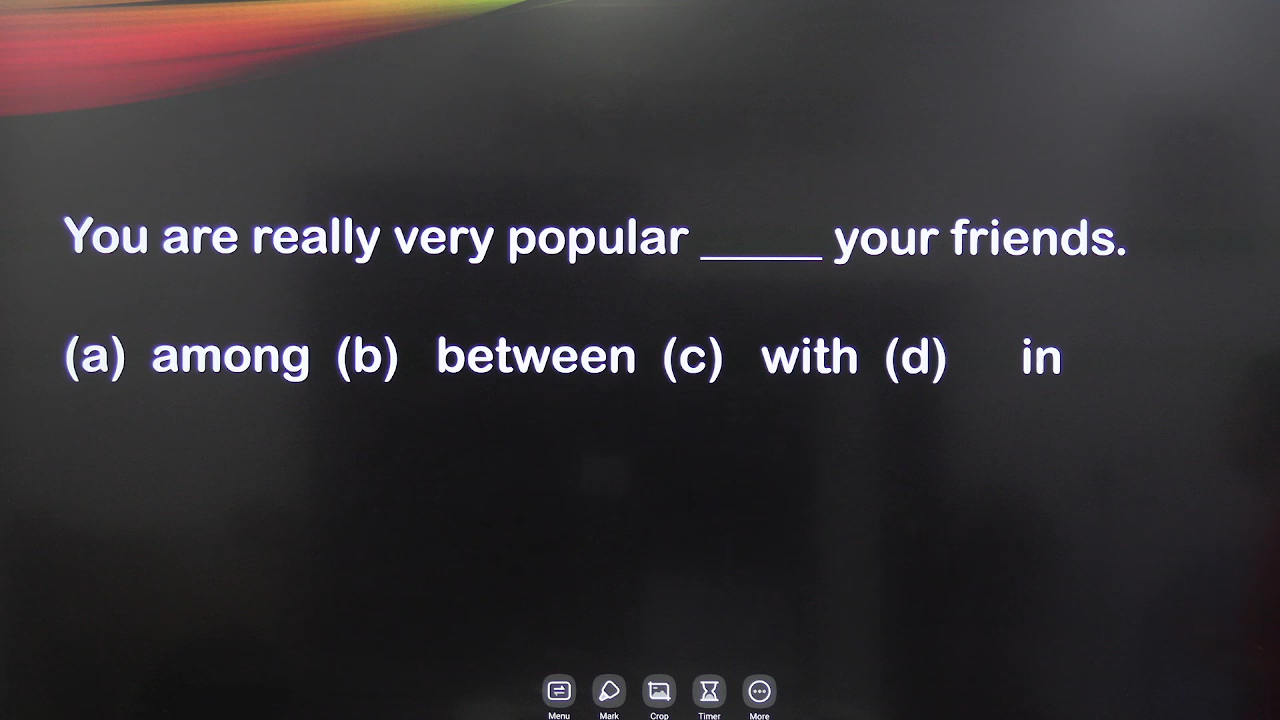 You are really very popular _____ your friends.
(a) among (b) between (c) with (d) in
Menu Mark Crop Timer More